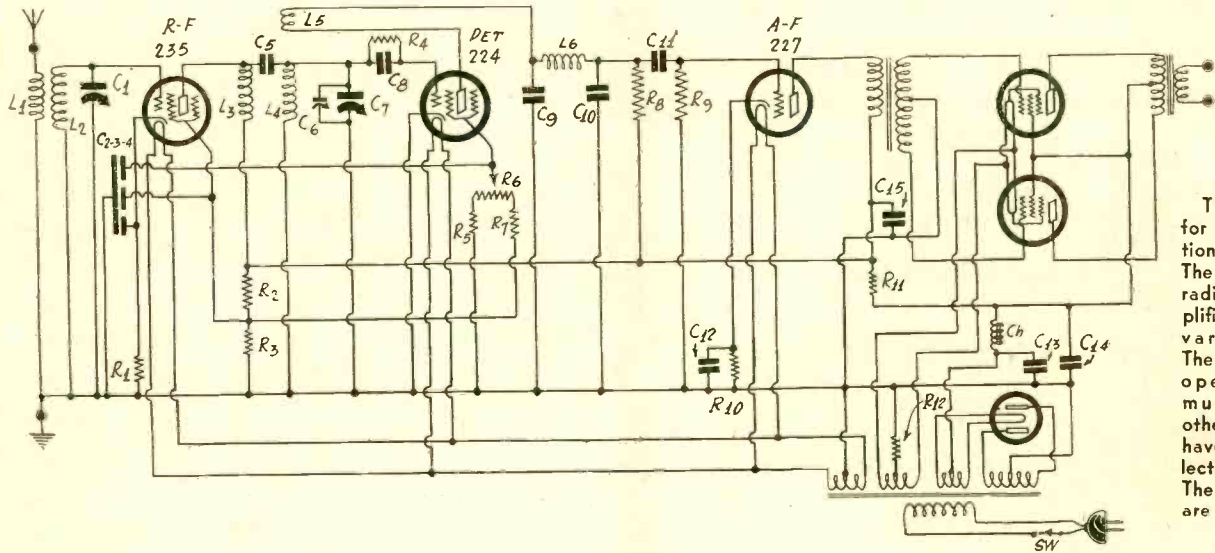 R-F
235
DET
224
A-F
227
L1
L2
C1
C2-3-4
R1
L3
C5
L4
L5
C6
C7
R4
C8
R5
R6
R7
R2
R3
L6
C9
C10
C11
R8
R9
C12
R10
C15
R11
Ch
C13
C14
R12
SW
T
for
tion
The
radi
plifi
var
The
ope
mu
othe
have
lect
The
are